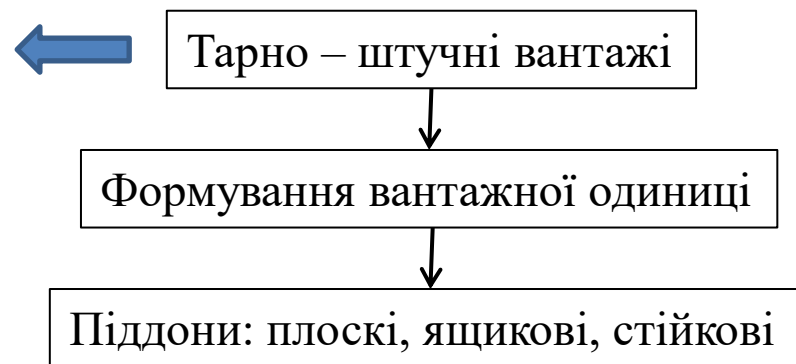 Тарно – штучні вантажі
Формування вантажної одиниці
Піддони: плоскі, ящикові, стійкові